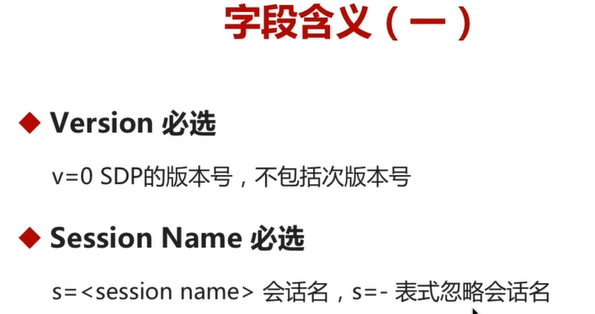 字段含义（一）
Version 必选
v=0 SDP的版本号，不包括次版本号
Session Name 必选
s=<session name> 会话名，s=- 表式忽略会话名